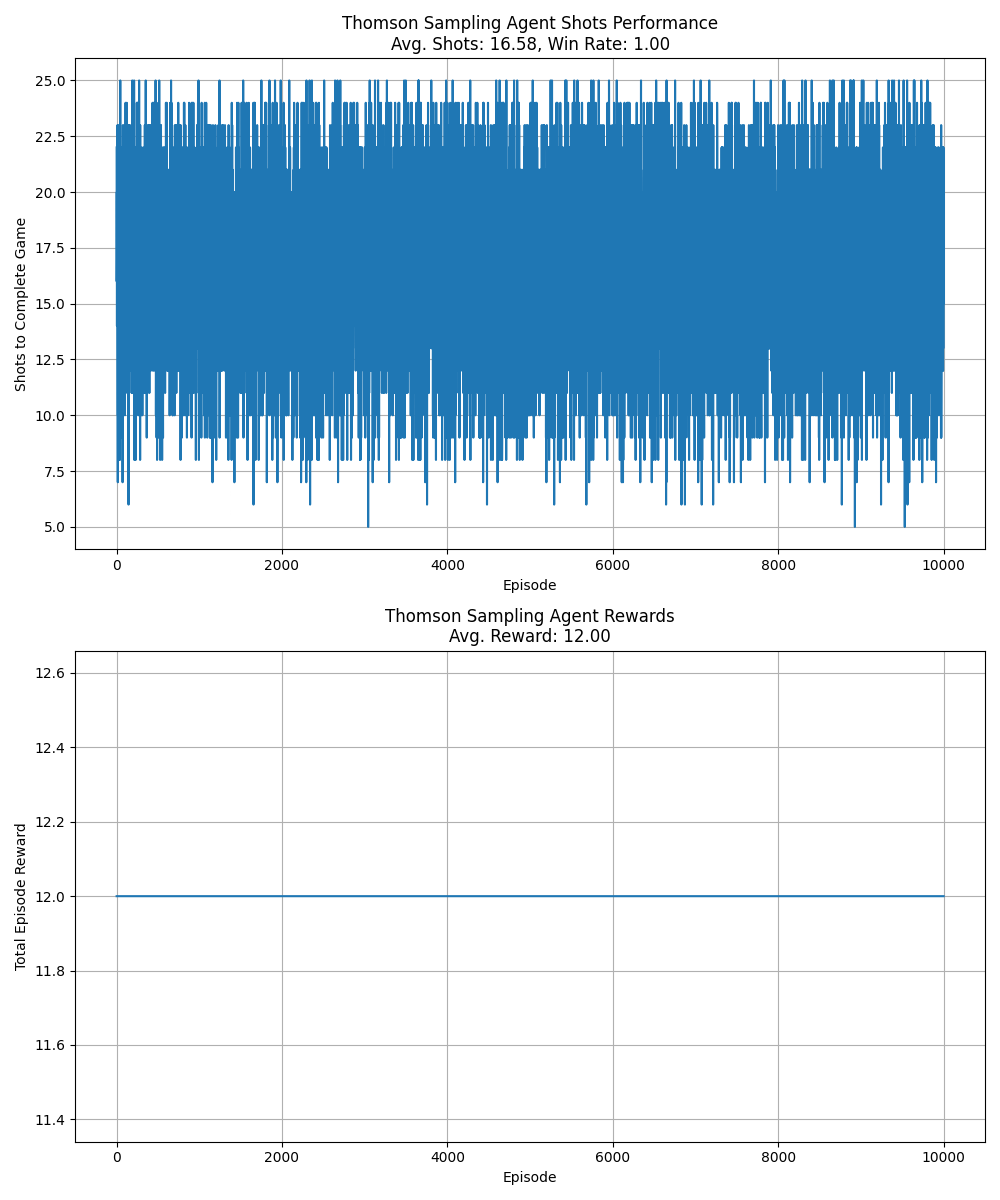 Thomson Sampling Agent Shots Performance
Avg. Shots: 16.58, Win Rate: 1.00
25.0
22.5
20.0
17.5
15.0
12.5
10.0
7.5
5.0
Shots to Complete Game
0 2000 4000 6000 8000 10000
Episode
Thomson Sampling Agent Rewards
Avg. Reward: 12.00
12.6
12.4
12.2
12.0
11.8
11.6
11.4
Total Episode Reward
0 2000 4000 6000 8000 10000
Episode